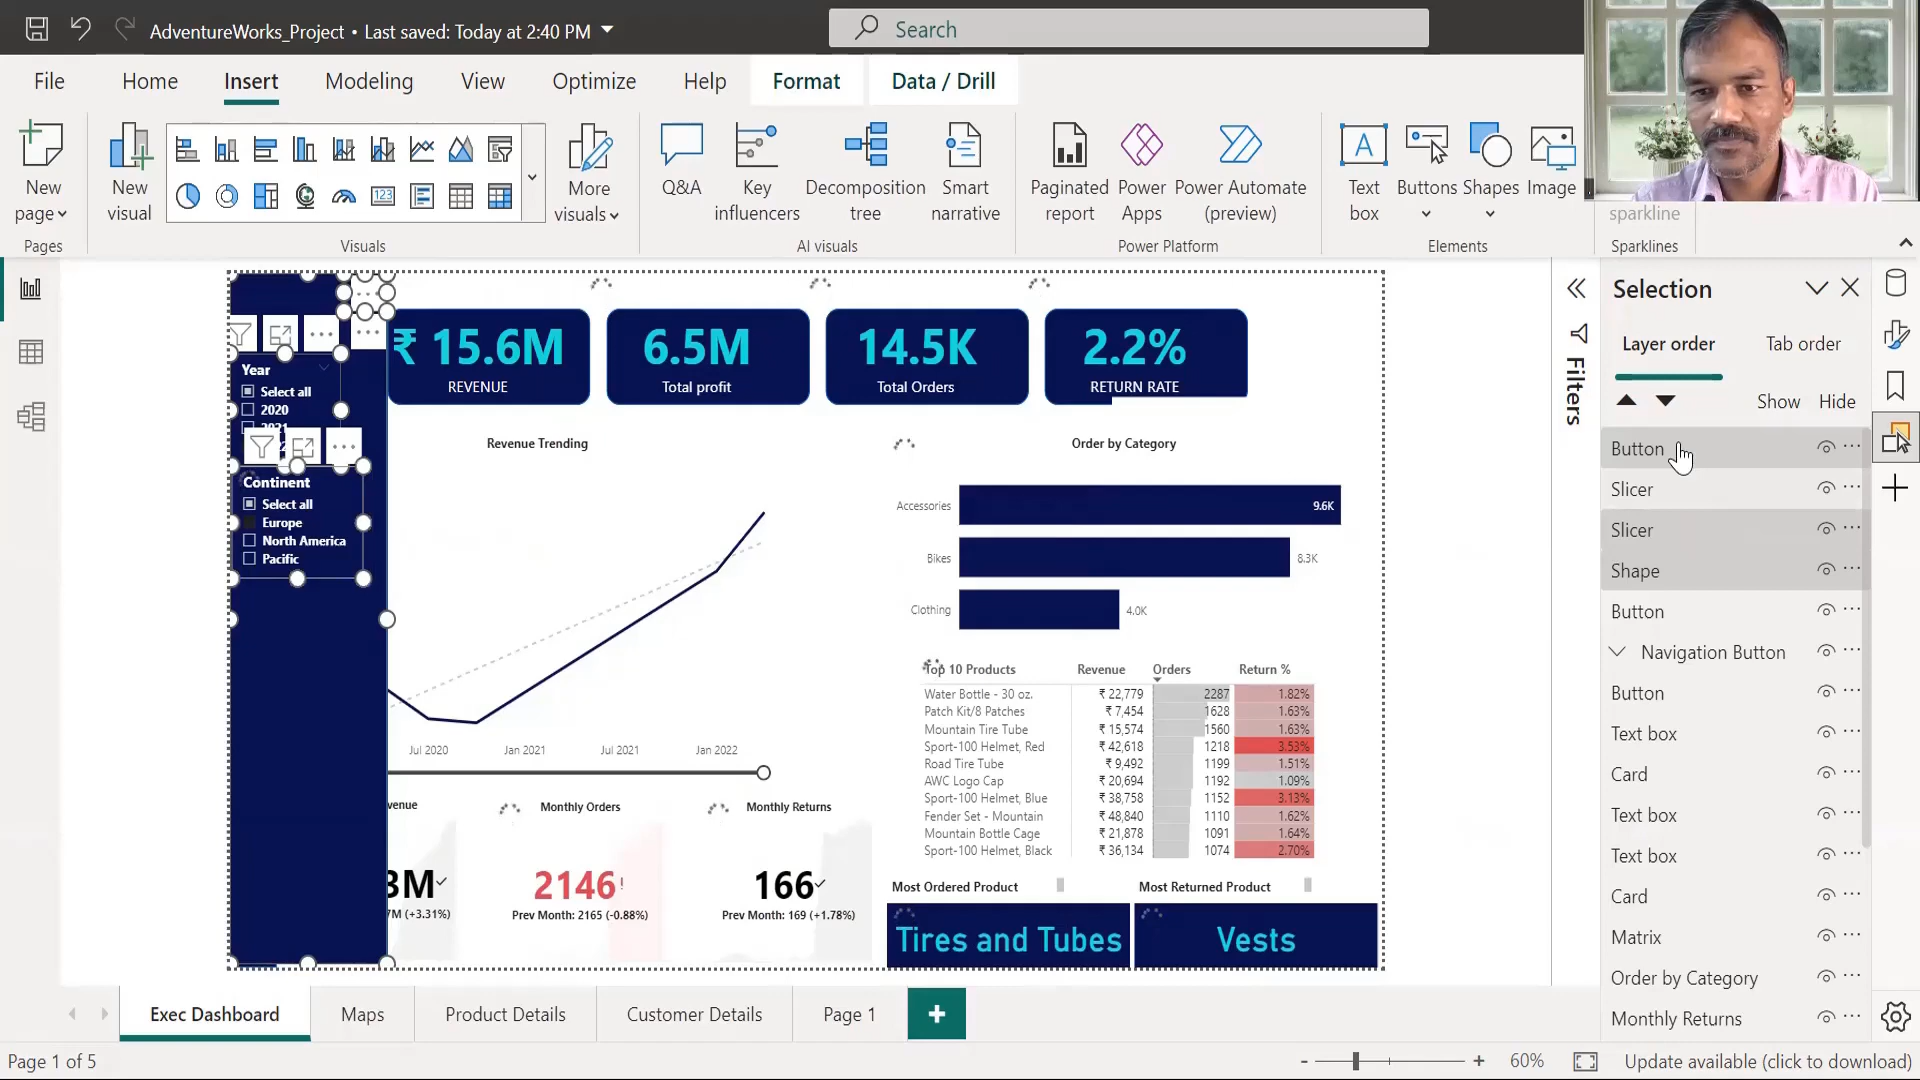 AdventureWorks_Project • Last saved: Today at 2:40 PM
Search
File
Home
Insert
Modeling
View
Optimize
Help
Format
Data / Drill
New page
New visual
123
More visuals
Q&A
Key influencers
Decomposition tree
Smart narrative
Paginated report
Power Apps
Power Automate (preview)
A
Text box
Buttons
Shapes
Image
sparkline
Pages
Visuals
AI visuals
Power Platform
Elements
Sparklines
Year
Select all
2020
2021
Continent
Select all
Europe
North America
Pacific
₹ 15.6M
REVENUE
6.5M
Total profit
14.5K
Total Orders
2.2%
RETURN RATE
Revenue Trending
Jul 2020
Jan 2021
Jul 2021
Jan 2022
Order by Category
Accessories
9.6K
Bikes
8.3K
Clothing
4.0K
Top 10 Products Revenue Orders Return %
Water Bottle - 30 oz. ₹ 22,779 2287 1.82%
Patch Kit/8 Patches ₹ 7,454 1628 1.63%
Mountain Tire Tube ₹ 15,574 1560 1.63%
Sport-100 Helmet, Red ₹ 42,618 1218 3.53%
Road Tire Tube ₹ 9,492 1199 1.51%
AWC Logo Cap ₹ 20,694 1192 1.09%
Sport-100 Helmet, Blue ₹ 38,758 1152 3.13%
Fender Set - Mountain ₹ 48,840 1110 1.62%
Mountain Bottle Cage ₹ 21,878 1091 1.64%
Sport-100 Helmet, Black ₹ 36,134 1074 2.70%
venue
3M
7M (+3.31%)
Monthly Orders
2146!
Prev Month: 2165 (-0.88%)
Monthly Returns
166
Prev Month: 169 (+1.78%)
Most Ordered Product
Tires and Tubes
Most Returned Product
Vests
Filters
Selection
Layer order
Tab order
Show
Hide
Button
Slicer
Slicer
Shape
Button
Navigation Button
Button
Text box
Card
Text box
Text box
Card
Matrix
Order by Category
Monthly Returns
Exec Dashboard
Maps
Product Details
Customer Details
Page 1
Page 1 of 5
- + 60%
Update available (click to download)